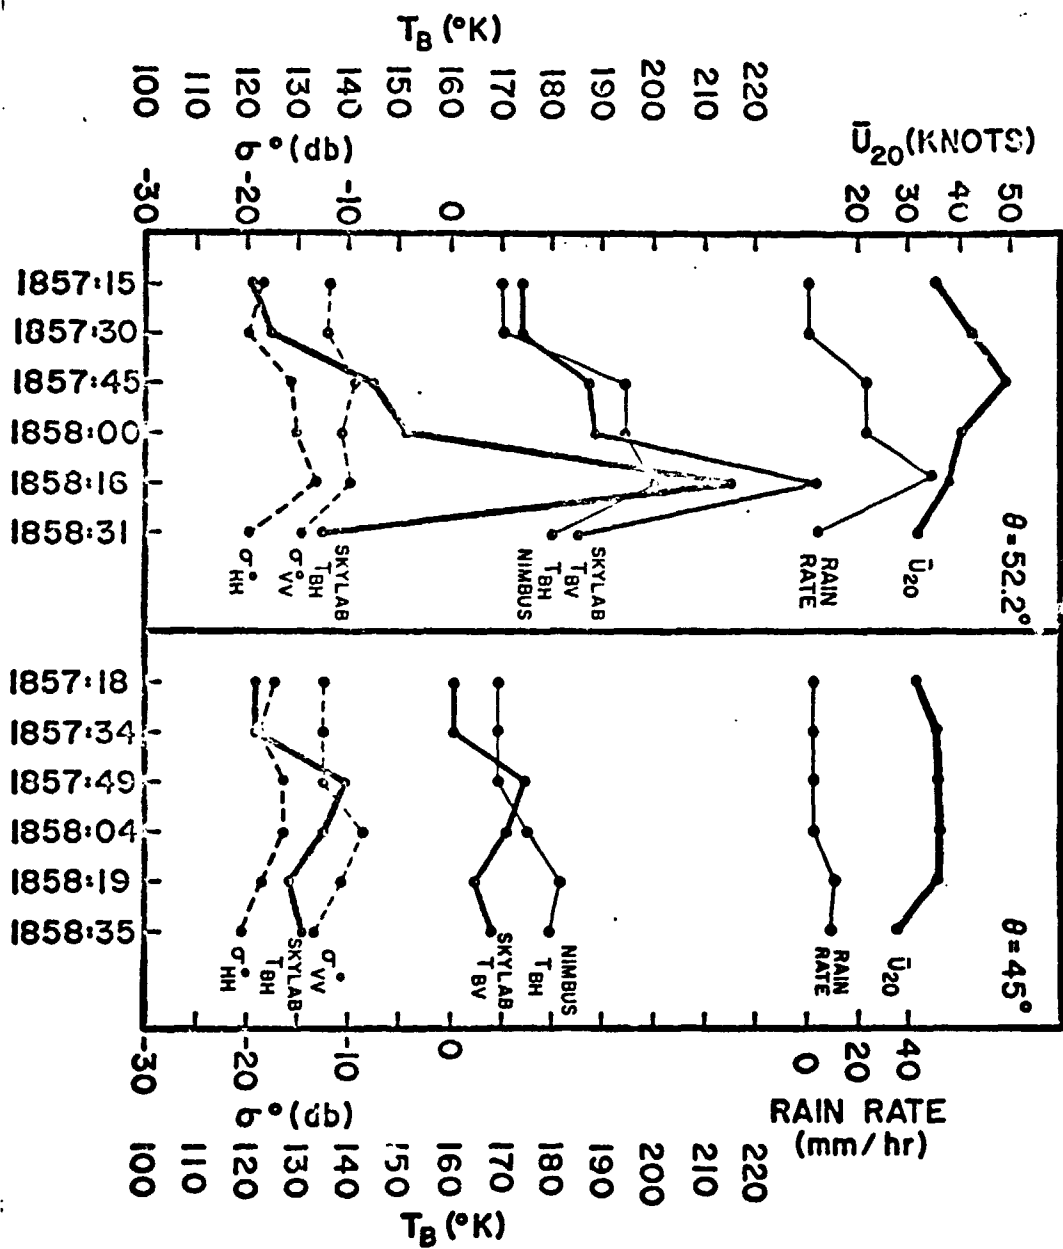 T_B (°K)
100 110 120 130 140 150 160 170 180 190 200 210 220
σ° (db)
-30 -20 -10 0
Ū_20 (KNOTS)
20 30 40 50
1857:15
1857:30
1857:45
1858:00
1858:16
1858:31
σ°HH
σ°VV
SKYLAB
T_BH
NIMBUS
T_BH
SKYLAB
T_BV
RAIN
RATE
Ū_20
θ=52.2°
1857:18
1857:34
1857:49
1858:04
1858:19
1858:35
σ°HH
SKYLAB
T_BH
σ°VV
SKYLAB
T_BV
NIMBUS
T_BH
RAIN
RATE
Ū_20
θ=45°
-30 -20 -10 0
σ° (db)
0 20 40
RAIN RATE
(mm/hr)
100 110 120 130 140 150 160 170 180 190 200 210 220
T_B (°K)